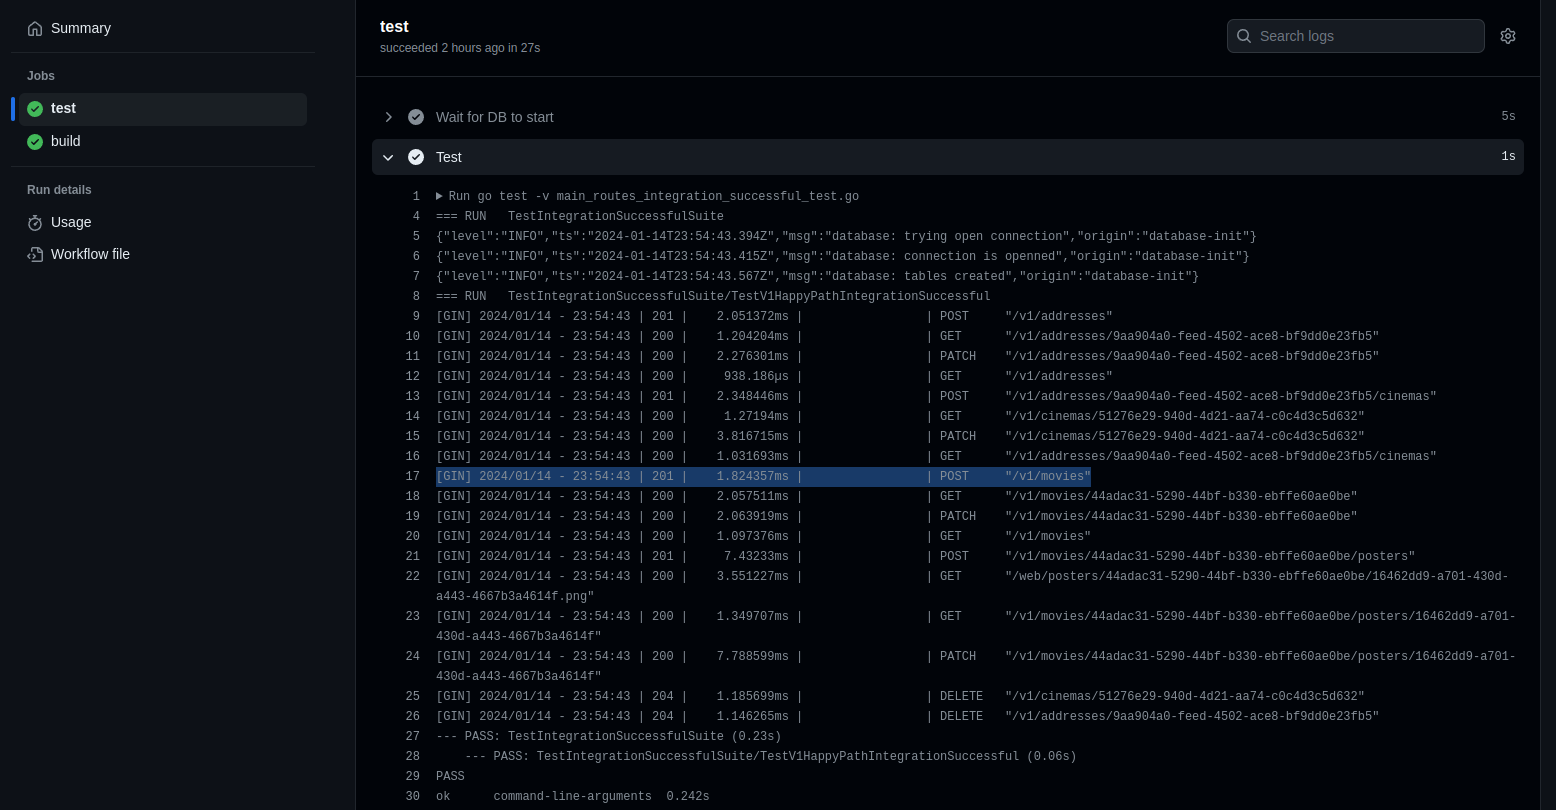 Summary
Jobs
test
build
Run details
Usage
Workflow file
test
succeeded 2 hours ago in 27s
Search logs
Wait for DB to start 5s
Test 1s
1 Run go test -v main_routes_integration_successful_test.go
4 === RUN   TestIntegrationSuccessfulSuite
5 {"level":"INFO","ts":"2024-01-14T23:54:43.394Z","msg":"database: trying open connection","origin":"database-init"}
6 {"level":"INFO","ts":"2024-01-14T23:54:43.415Z","msg":"database: connection is openned","origin":"database-init"}
7 {"level":"INFO","ts":"2024-01-14T23:54:43.567Z","msg":"database: tables created","origin":"database-init"}
8 === RUN   TestIntegrationSuccessfulSuite/TestV1HappyPathIntegrationSuccessful
9 [GIN] 2024/01/14 - 23:54:43 | 201 |    2.051372ms |                 | POST     "/v1/addresses"
10 [GIN] 2024/01/14 - 23:54:43 | 200 |    1.204204ms |                 | GET      "/v1/addresses/9aa904a0-feed-4502-ace8-bf9dd0e23fb5"
11 [GIN] 2024/01/14 - 23:54:43 | 200 |    2.276301ms |                 | PATCH    "/v1/addresses/9aa904a0-feed-4502-ace8-bf9dd0e23fb5"
12 [GIN] 2024/01/14 - 23:54:43 | 200 |     938.186µs |                 | GET      "/v1/addresses"
13 [GIN] 2024/01/14 - 23:54:43 | 201 |    2.348446ms |                 | POST     "/v1/addresses/9aa904a0-feed-4502-ace8-bf9dd0e23fb5/cinemas"
14 [GIN] 2024/01/14 - 23:54:43 | 200 |     1.27194ms |                 | GET      "/v1/cinemas/51276e29-940d-4d21-aa74-c0c4d3c5d632"
15 [GIN] 2024/01/14 - 23:54:43 | 200 |    3.816715ms |                 | PATCH    "/v1/cinemas/51276e29-940d-4d21-aa74-c0c4d3c5d632"
16 [GIN] 2024/01/14 - 23:54:43 | 200 |    1.031693ms |                 | GET      "/v1/addresses/9aa904a0-feed-4502-ace8-bf9dd0e23fb5/cinemas"
17 [GIN] 2024/01/14 - 23:54:43 | 201 |    1.824357ms |                 | POST     "/v1/movies"
18 [GIN] 2024/01/14 - 23:54:43 | 200 |    2.057511ms |                 | GET      "/v1/movies/44adac31-5290-44bf-b330-ebffe60ae0be"
19 [GIN] 2024/01/14 - 23:54:43 | 200 |    2.063919ms |                 | PATCH    "/v1/movies/44adac31-5290-44bf-b330-ebffe60ae0be"
20 [GIN] 2024/01/14 - 23:54:43 | 200 |    1.097376ms |                 | GET      "/v1/movies"
21 [GIN] 2024/01/14 - 23:54:43 | 201 |     7.43233ms |                 | POST     "/v1/movies/44adac31-5290-44bf-b330-ebffe60ae0be/posters"
22 [GIN] 2024/01/14 - 23:54:43 | 200 |    3.551227ms |                 | GET      "/web/posters/44adac31-5290-44bf-b330-ebffe60ae0be/16462dd9-a701-430d-
a443-4667b3a4614f.png"
23 [GIN] 2024/01/14 - 23:54:43 | 200 |    1.349707ms |                 | GET      "/v1/movies/44adac31-5290-44bf-b330-ebffe60ae0be/posters/16462dd9-a701-
430d-a443-4667b3a4614f"
24 [GIN] 2024/01/14 - 23:54:43 | 200 |    7.788599ms |                 | PATCH    "/v1/movies/44adac31-5290-44bf-b330-ebffe60ae0be/posters/16462dd9-a701-
430d-a443-4667b3a4614f"
25 [GIN] 2024/01/14 - 23:54:43 | 204 |    1.185699ms |                 | DELETE   "/v1/cinemas/51276e29-940d-4d21-aa74-c0c4d3c5d632"
26 [GIN] 2024/01/14 - 23:54:43 | 204 |    1.146265ms |                 | DELETE   "/v1/addresses/9aa904a0-feed-4502-ace8-bf9dd0e23fb5"
27 --- PASS: TestIntegrationSuccessfulSuite (0.23s)
28     --- PASS: TestIntegrationSuccessfulSuite/TestV1HappyPathIntegrationSuccessful (0.06s)
29 PASS
30 ok      command-line-arguments  0.242s